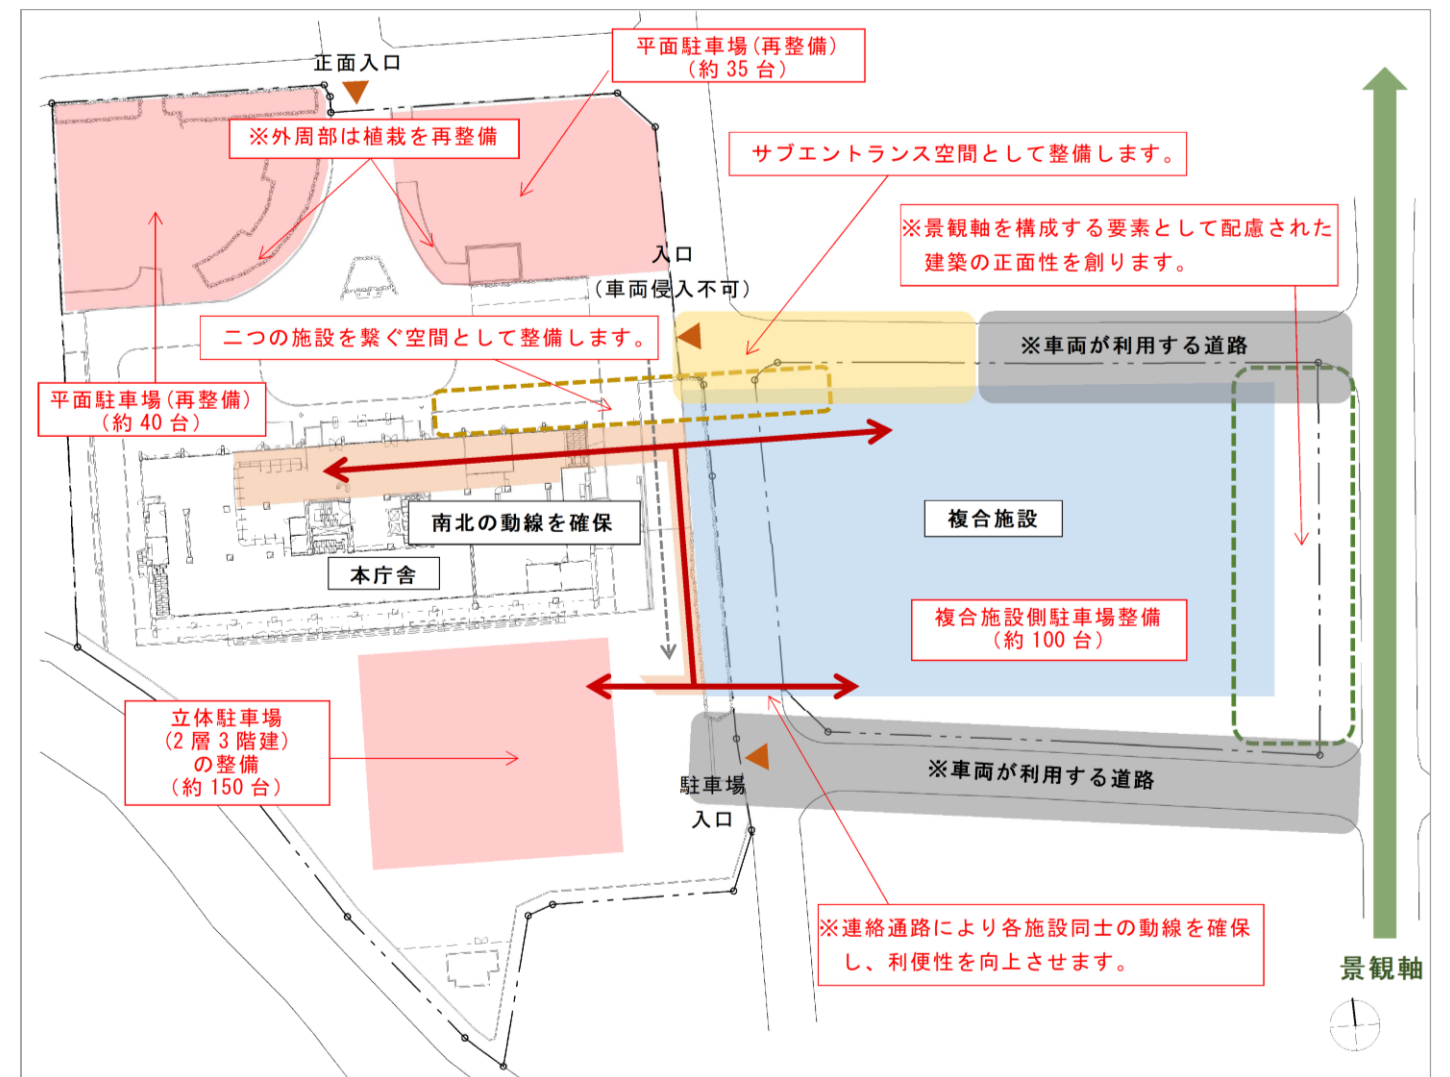 正面入口
平面駐車場(再整備)
(約 35 台)
※外周部は植栽を再整備
サブエントランス空間として整備します。
※景観軸を構成する要素として配慮された
建築の正面性を創ります。
入口
(車両侵入不可)
二つの施設を繋ぐ空間として整備します。
※車両が利用する道路
平面駐車場(再整備)
(約 40 台)
南北の動線を確保
複合施設
本庁舎
複合施設側駐車場整備
(約 100 台)
立体駐車場
(2 層 3 階建)
の整備
(約 150 台)
※車両が利用する道路
駐車場
入口
※連絡通路により各施設同士の動線を確保
し、利便性を向上させます。
景観軸